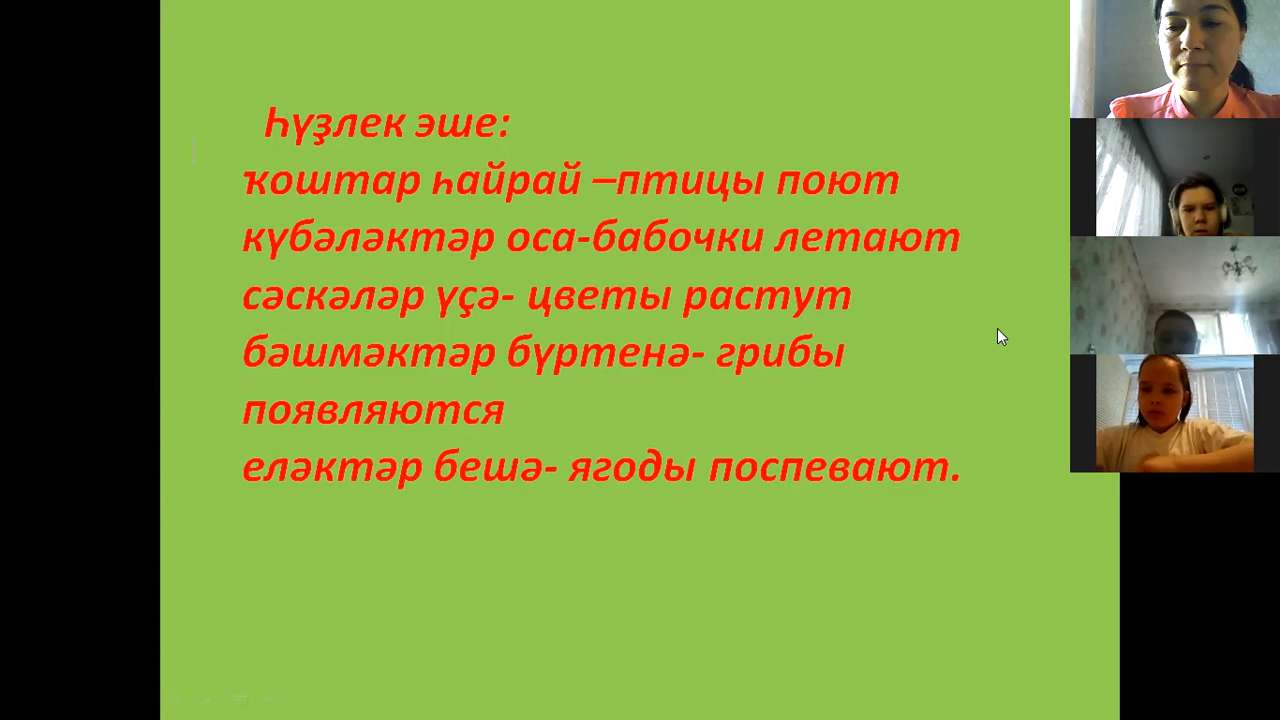 Һүҙлек эше:
ҡоштар һайрай –птицы поют
күбәләктәр оса-бабочки летают
сәскәләр үҫә- цветы растут
бәшмәктәр бүртенә- грибы
появляются
еләктәр бешә- ягоды поспевают.